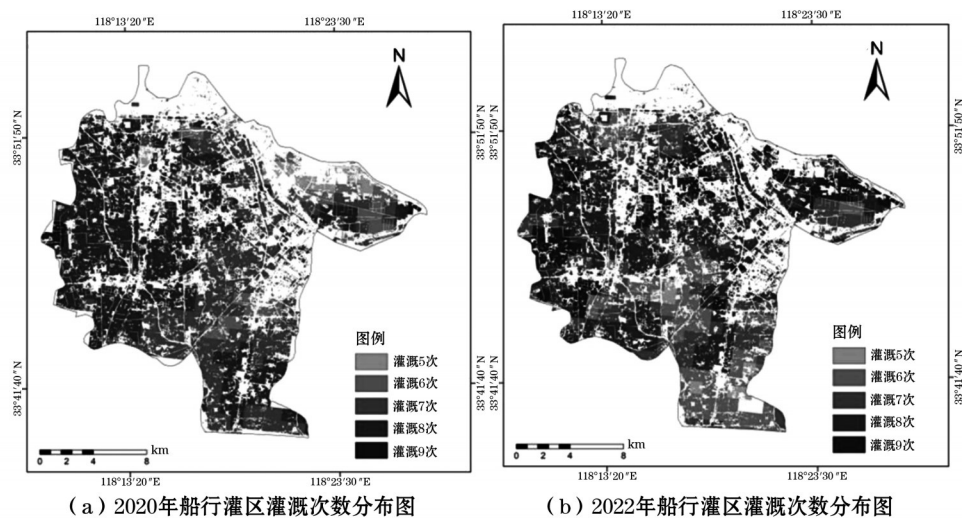 118°13′20″E 118°23′30″E
N
33°51′50″N 33°51′50″N
33°41′40″N 33°41′40″N
图例
灌溉5次
灌溉6次
灌溉7次
灌溉8次
灌溉9次
0 2 4 8 km
118°13′20″E 118°23′30″E
(a)2020年船行灌区灌溉次数分布图
118°13′20″E 118°23′30″E
N
33°51′50″N 33°51′50″N
33°41′40″N 33°41′40″N
图例
灌溉5次
灌溉6次
灌溉7次
灌溉8次
灌溉9次
0 2 4 8 km
118°13′20″E 118°23′30″E
(b)2022年船行灌区灌溉次数分布图